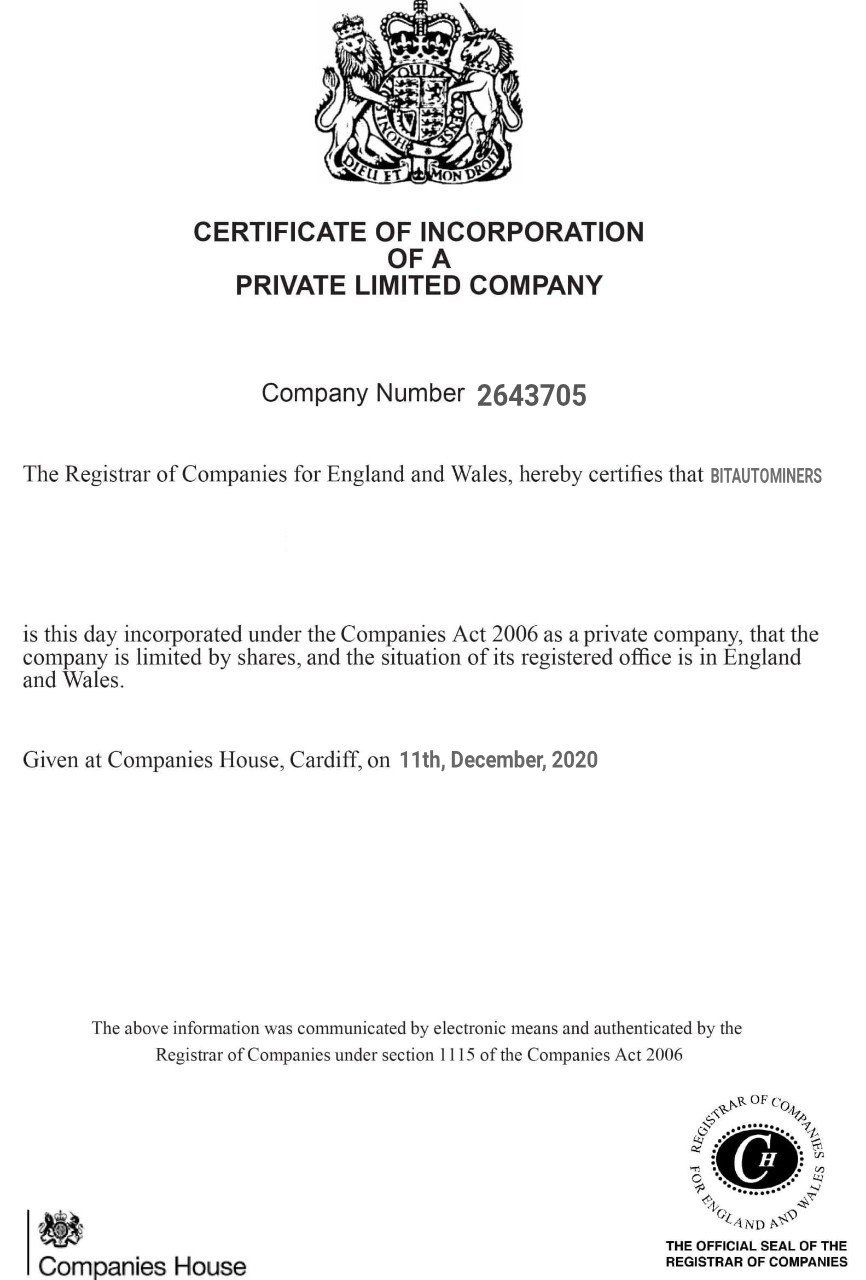 QUI MAL
HONI SOIT
PENSE
DIEU ET MON DROIT
CERTIFICATE OF INCORPORATION
OF A
PRIVATE LIMITED COMPANY
Company Number 2643705
The Registrar of Companies for England and Wales, hereby certifies that BITAUTOMINERS
is this day incorporated under the Companies Act 2006 as a private company, that the
company is limited by shares, and the situation of its registered office is in England
and Wales.
Given at Companies House, Cardiff, on 11th, December, 2020
The above information was communicated by electronic means and authenticated by the
Registrar of Companies under section 1115 of the Companies Act 2006
REGISTRAR OF COMPANIES
CH
FOR ENGLAND AND WALES
THE OFFICIAL SEAL OF THE
REGISTRAR OF COMPANIES
Companies House